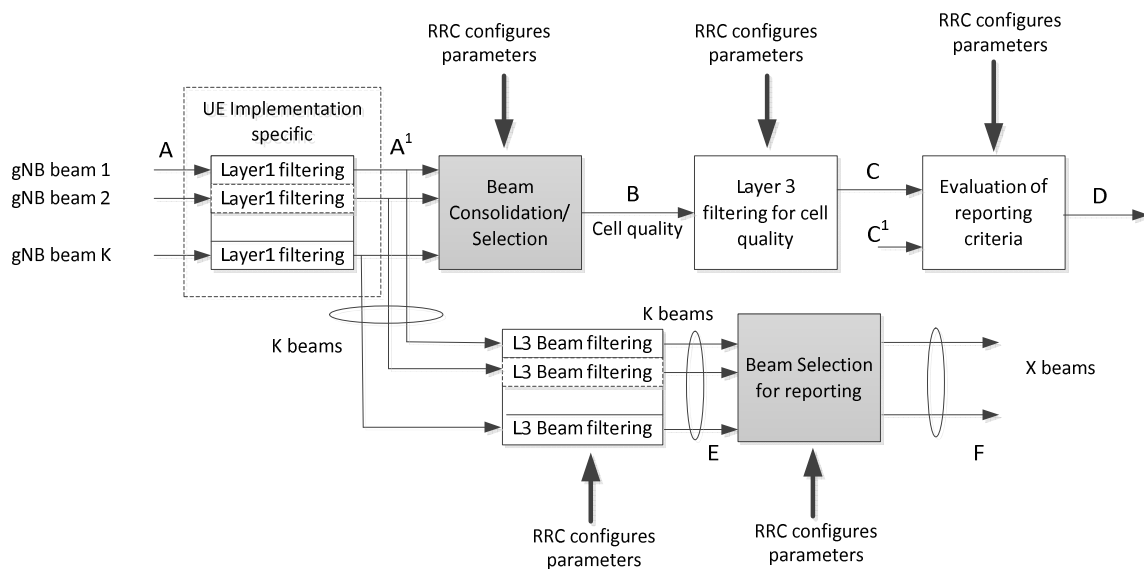 RRC configures
parameters
RRC configures
parameters
RRC configures
parameters
UE Implementation
specific
A
A1
gNB beam 1
gNB beam 2
gNB beam K
Layer1 filtering
Layer1 filtering
Layer1 filtering
Beam
Consolidation/
Selection
B
Cell quality
Layer 3
filtering for cell
quality
C
C1
Evaluation of
reporting
criteria
D
K beams
L3 Beam filtering
L3 Beam filtering
L3 Beam filtering
K beams
E
Beam Selection
for reporting
X beams
F
RRC configures
parameters
RRC configures
parameters